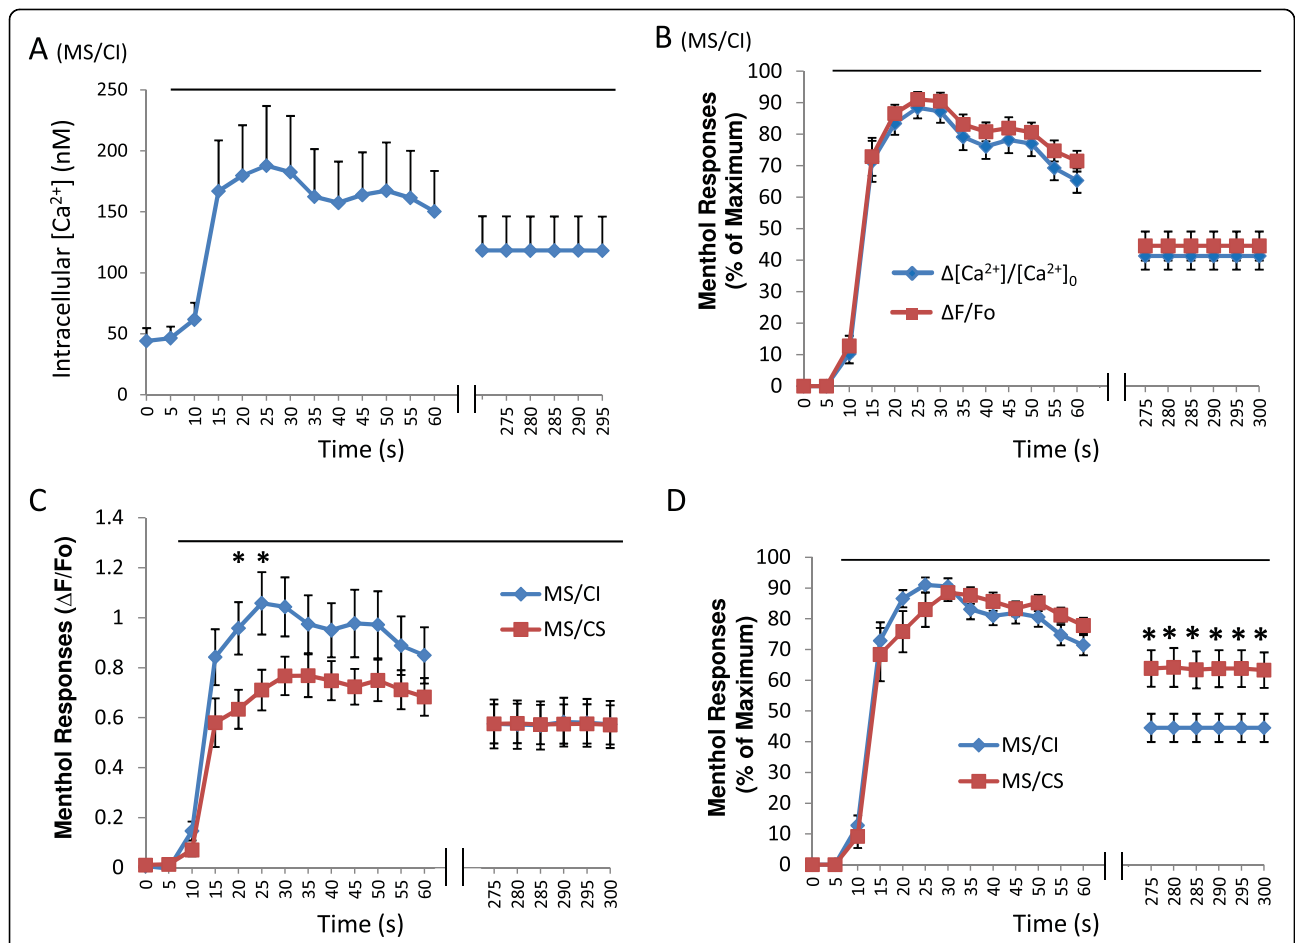 A (MS/CI)
Intracellular [Ca²⁺] (nM)
250
200
150
100
50
0
0 5 10 15 20 25 30 35 40 45 50 55 60 275 280 285 290 295
Time (s)
B (MS/CI)
Menthol Responses
(% of Maximum)
100
90
80
70
60
50
40
30
20
10
0
Δ[Ca²⁺]/[Ca²⁺]₀
ΔF/Fo
0 5 10 15 20 25 30 35 40 45 50 55 60 275 280 285 290 295 300
Time (s)
C
Menthol Responses (ΔF/Fo)
1.4
1.2
1
0.8
0.6
0.4
0.2
0
* *
MS/CI
MS/CS
0 5 10 15 20 25 30 35 40 45 50 55 60 275 280 285 290 295 300
Time (s)
D
Menthol Responses
(% of Maximum)
100
90
80
70
60
50
40
30
20
10
0
* * * * * *
MS/CI
MS/CS
0 5 10 15 20 25 30 35 40 45 50 55 60 275 280 285 290 295 300
Time (s)